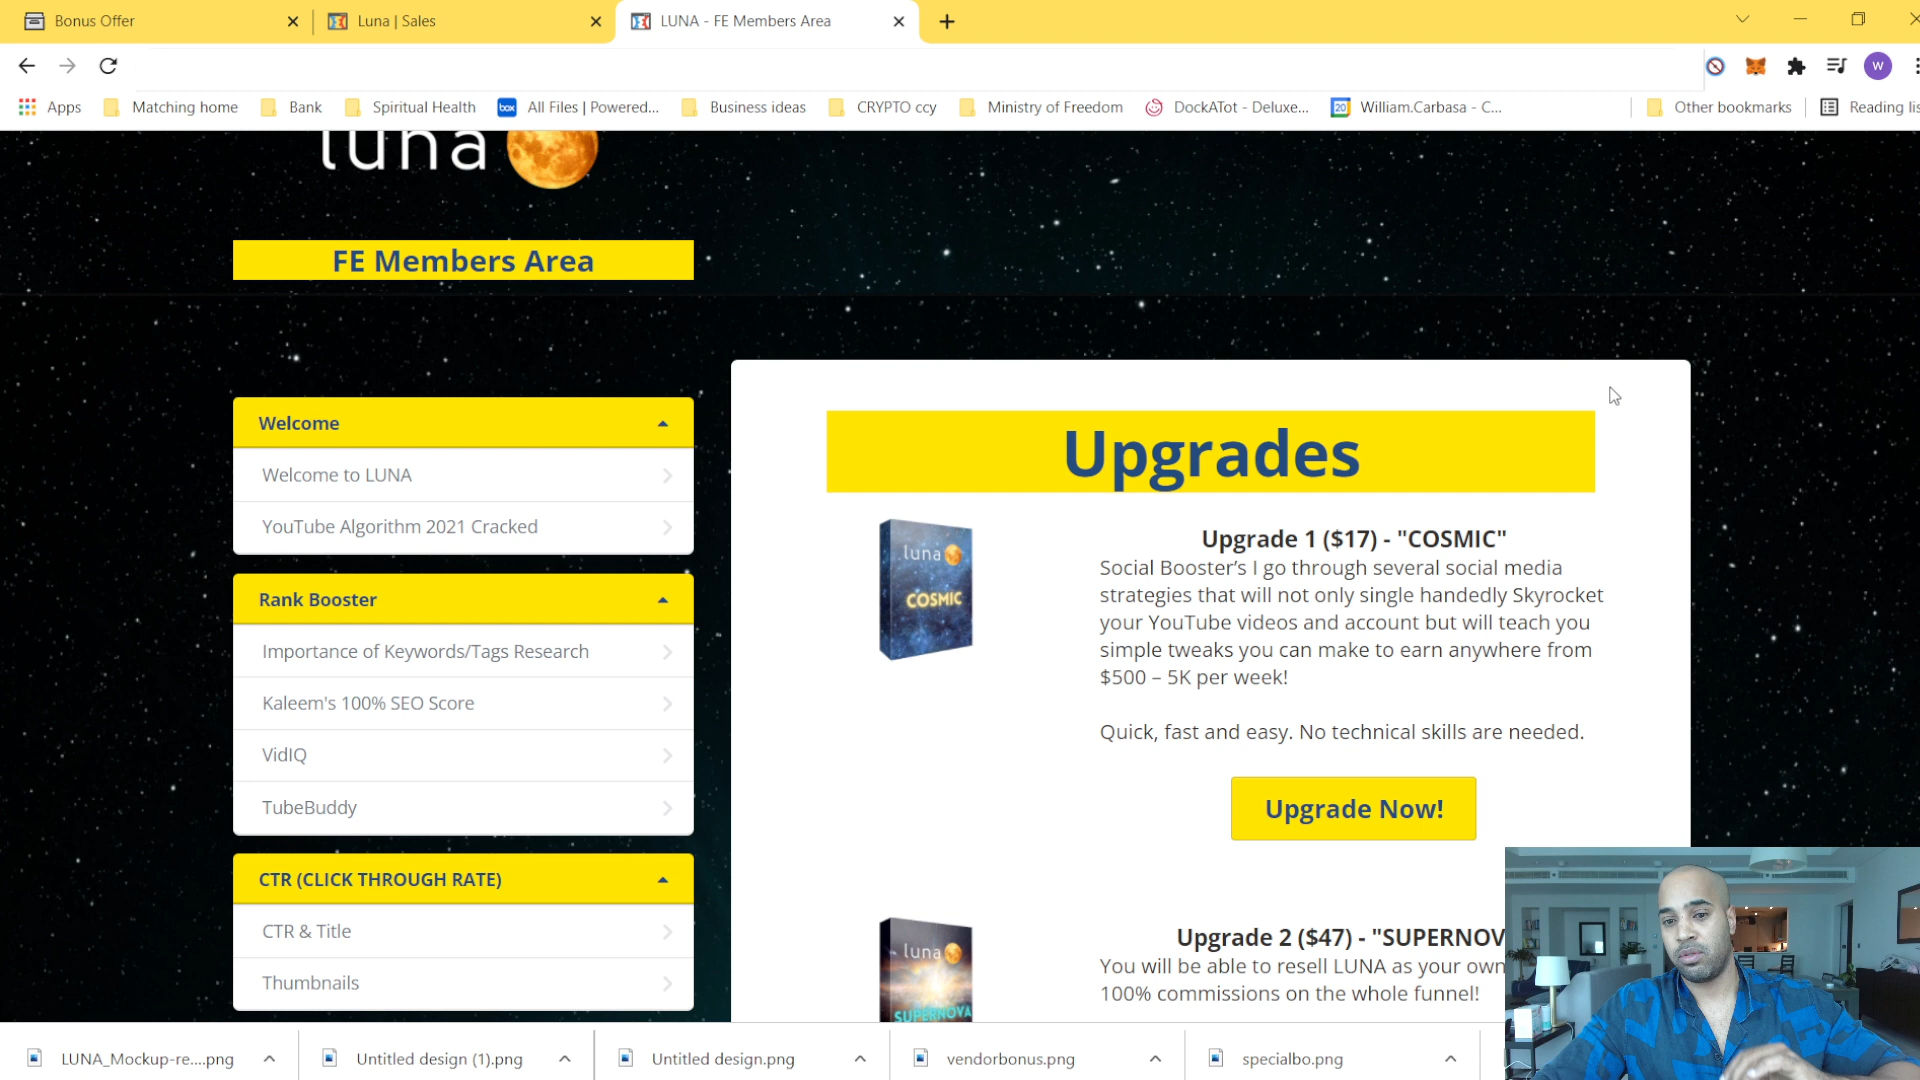 Bonus Offer
Luna | Sales
LUNA - FE Members Area
W
Apps
Matching home
Bank
Spiritual Health
box
All Files | Powered...
Business ideas
CRYPTO ccy
Ministry of Freedom
DockATot - Deluxe...
20
William.Carbasa - C...
Other bookmarks
Reading lis
luna
FE Members Area
Welcome
Welcome to LUNA
YouTube Algorithm 2021 Cracked
Rank Booster
Importance of Keywords/Tags Research
Kaleem's 100% SEO Score
VidIQ
TubeBuddy
CTR (CLICK THROUGH RATE)
CTR & Title
Thumbnails
Upgrades
luna
COSMIC
Upgrade 1 ($17) - "COSMIC"
Social Booster’s I go through several social media
strategies that will not only single handedly Skyrocket
your YouTube videos and account but will teach you
simple tweaks you can make to earn anywhere from
$500 – 5K per week!
Quick, fast and easy. No technical skills are needed.
Upgrade Now!
luna
SUPERNOVA
Upgrade 2 ($47) - "SUPERNOV
You will be able to resell LUNA as your own
100% commissions on the whole funnel!
LUNA_Mockup-re....png
Untitled design (1).png
Untitled design.png
vendorbonus.png
specialbo.png